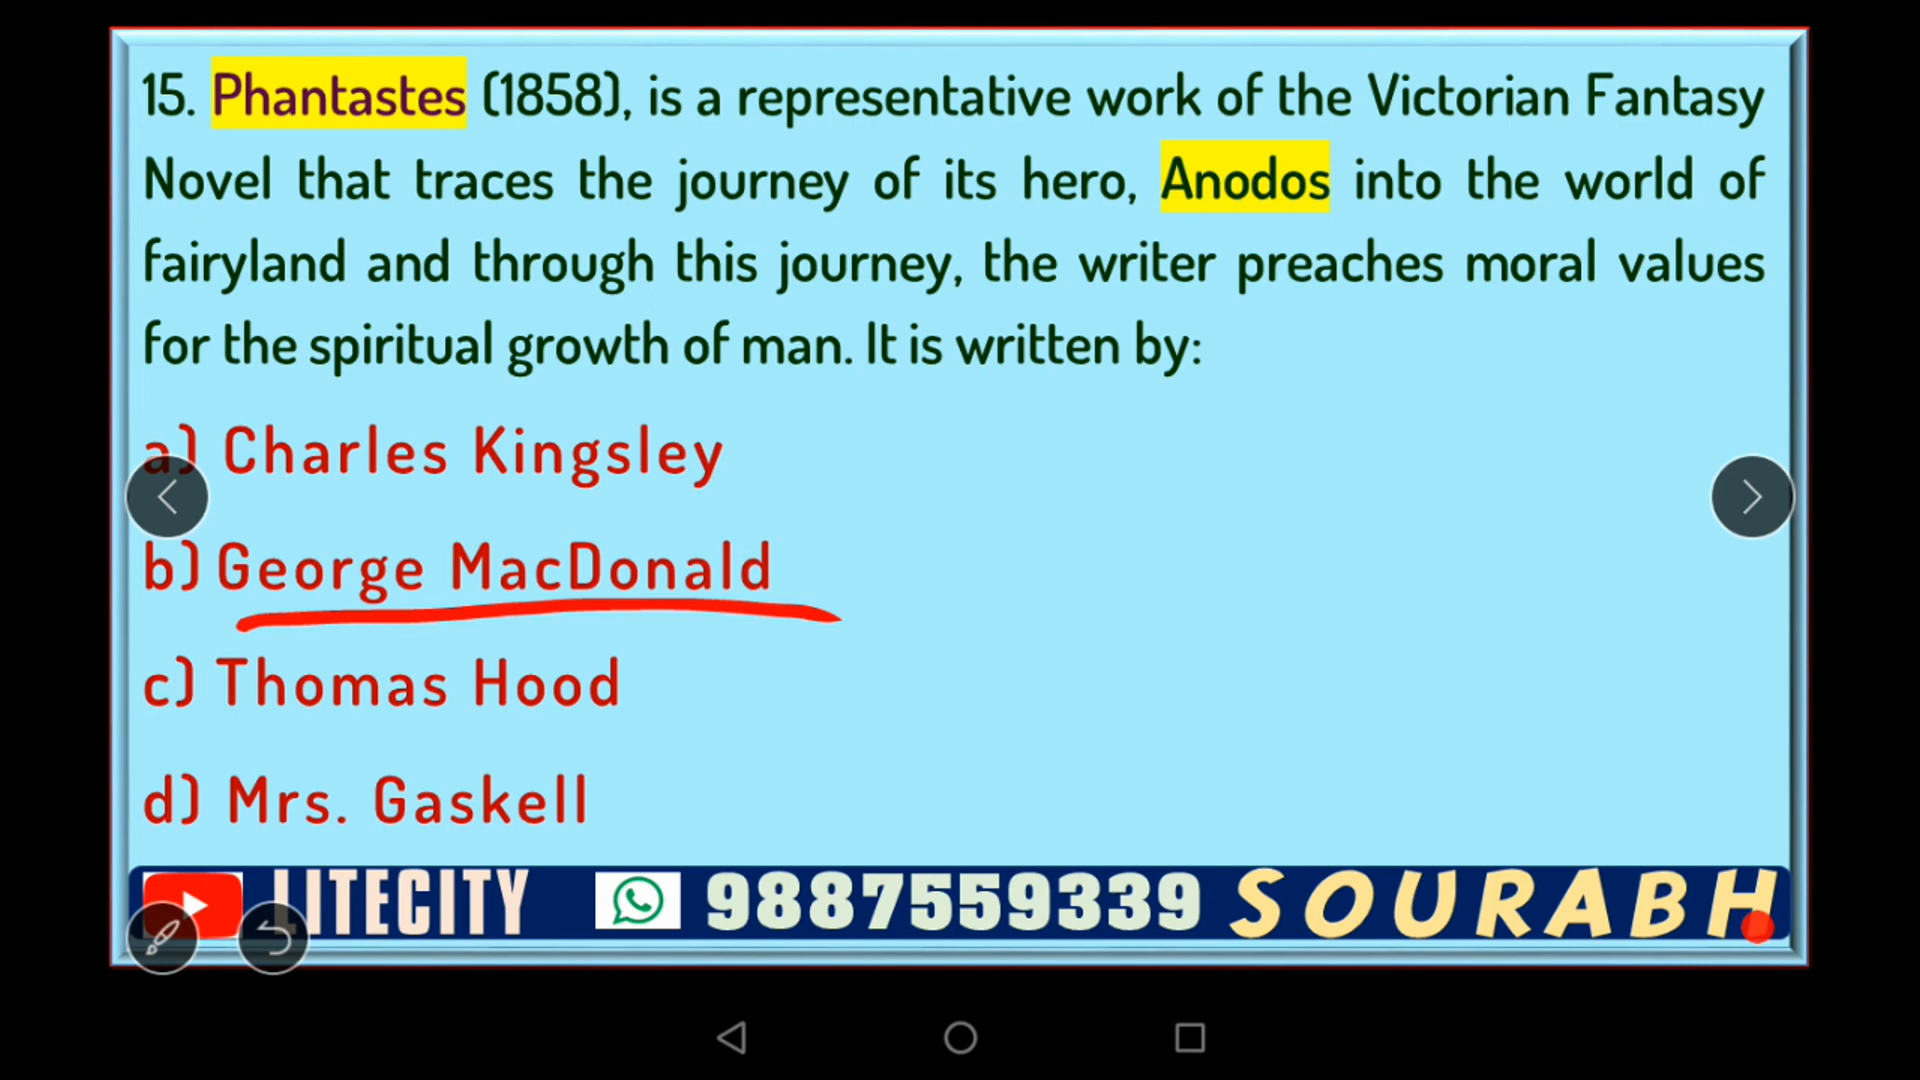 15. Phantastes (1858), is a representative work of the Victorian Fantasy
Novel that traces the journey of its hero, Anodos into the world of
fairyland and through this journey, the writer preaches moral values
for the spiritual growth of man. It is written by:
a) Charles Kingsley
b) George MacDonald
c) Thomas Hood
d) Mrs. Gaskell
LITECITY 9887559339 SOURABH